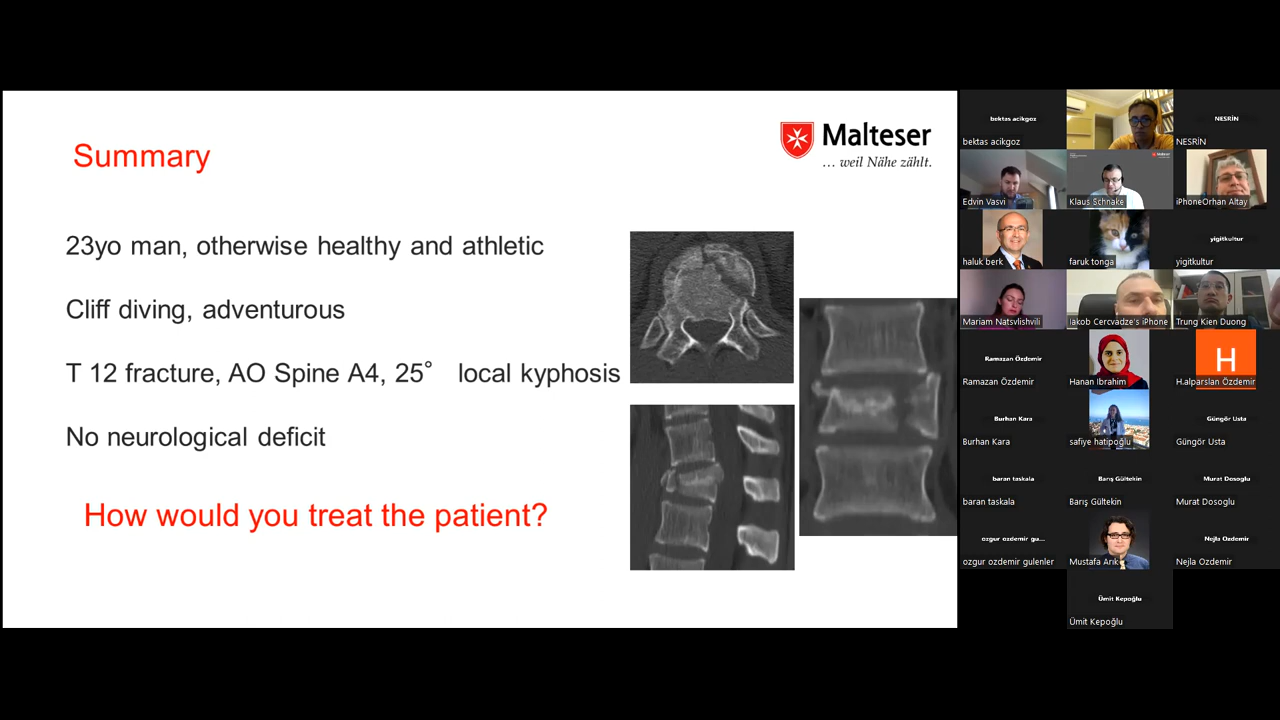 Summary
Malteser
... weil Nähe zählt.
23yo man, otherwise healthy and athletic
Cliff diving, adventurous
T 12 fracture, AO Spine A4, 25° local kyphosis
No neurological deficit
How would you treat the patient?
bektas acikgoz
bektas acikgoz
NESRİN
NESRİN
Edvin Vasvi
Klaus Schnake
iPhoneOrhan Altay
haluk berk
faruk tonga
yigitkultur
yigitkultur
Mariam Natsvlishvili
Iakob Cercvadze's iPhone
Trung Kien Duong
Ramazan Özdemir
Ramazan Özdemir
Hanan Ibrahim
H
H.alparslan Özdemir
Burhan Kara
Burhan Kara
safiye hatipoğlu
Güngör Usta
Güngör Usta
baran taskala
baran taskala
Barış Gültekin
Barış Gültekin
Murat Dosoglu
Murat Dosoglu
ozgur ozdemir gu...
ozgur ozdemir gulenler
Mustafa Arık
Nejla Ozdemir
Nejla Ozdemir
Ümit Kepoğlu
Ümit Kepoğlu